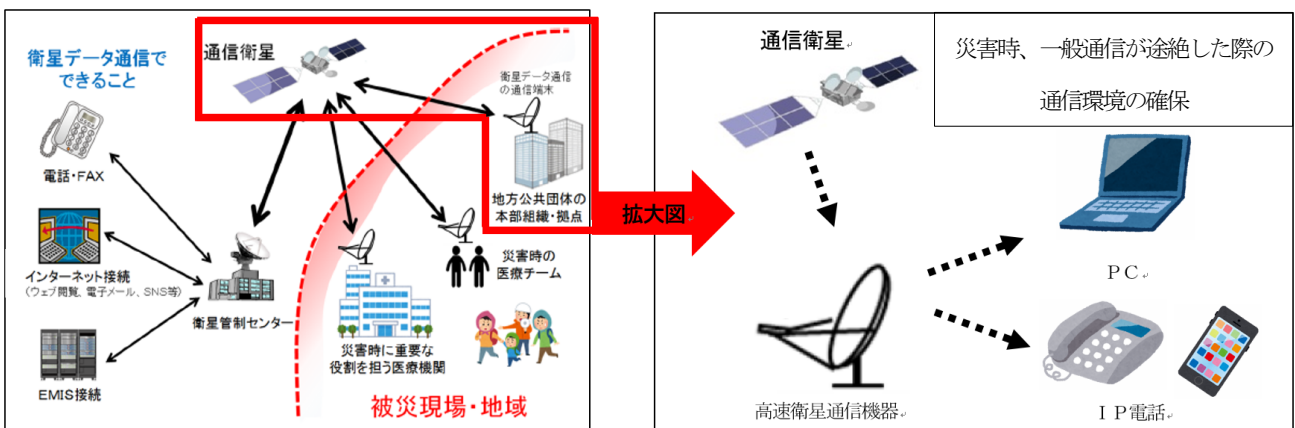 衛星データ通信で
できること
通信衛星
衛星データ通信
の通信端末
電話・FAX
地方公共団体の
本部組織・拠点
インターネット接続
(ウェブ閲覧、電子メール、SNS等)
衛星管制センター
災害時の
医療チーム
災害時に重要な
役割を担う医療機関
EMIS接続
被災現場・地域
拡大図
通信衛星
災害時、一般通信が途絶した際の
通信環境の確保
PC
高速衛星通信機器
IP電話